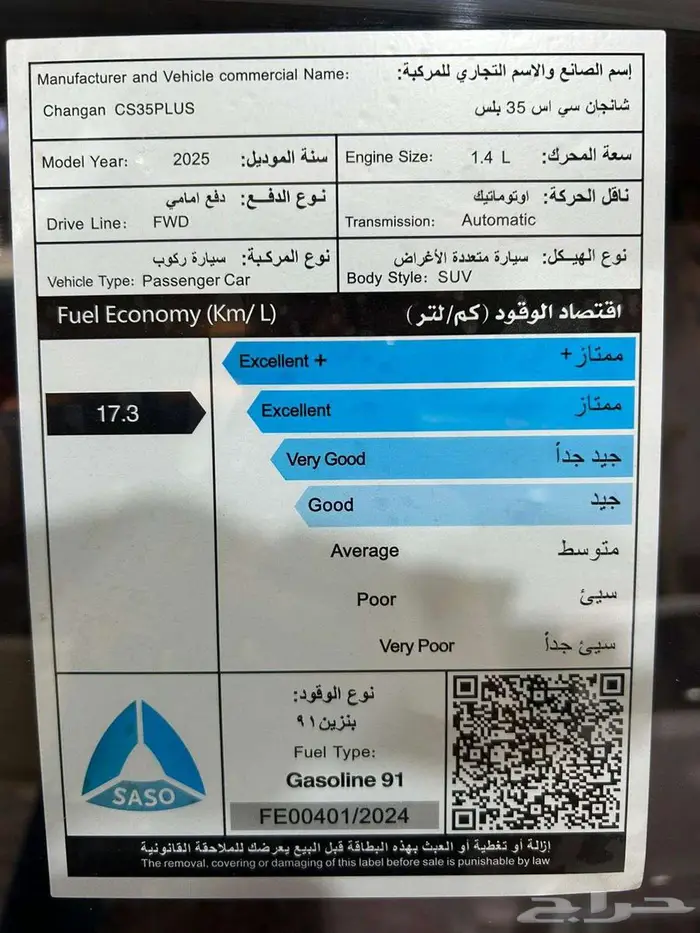 Manufacturer and Vehicle commercial Name: إسم الصانع والاسم التجاري للمركبة:
Changan CS35PLUS شانجان سي اس 35 بلس
Model Year: 2025 سنة الموديل: Engine Size: 1.4 L سعة المحرك:
نوع الدفـــع: دفع امامي ناقل الحركة: اوتوماتيك
Drive Line: FWD Transmission: Automatic
نوع المركـبة: سيارة ركوب نوع الهيـكل: سيارة متعددة الأغراض
Vehicle Type: Passenger Car Body Style: SUV
Fuel Economy (Km/ L) اقتصاد الوقود (كم/لتر)
Excellent + ممتاز +
17.3 Excellent ممتاز
Very Good جيد جداً
Good جيد
Average متوسط
Poor سيئ
Very Poor سيئ جداً
نوع الوقود:
بنزين ٩١
Fuel Type:
Gasoline 91
SASO
FE00401/2024
إزالة أو تغطية أو العبث بهذه البطاقة قبل البيع يعرضك للملاحقة القانونية
The removal, covering or damaging of this label before sale is punishable by law
حراج